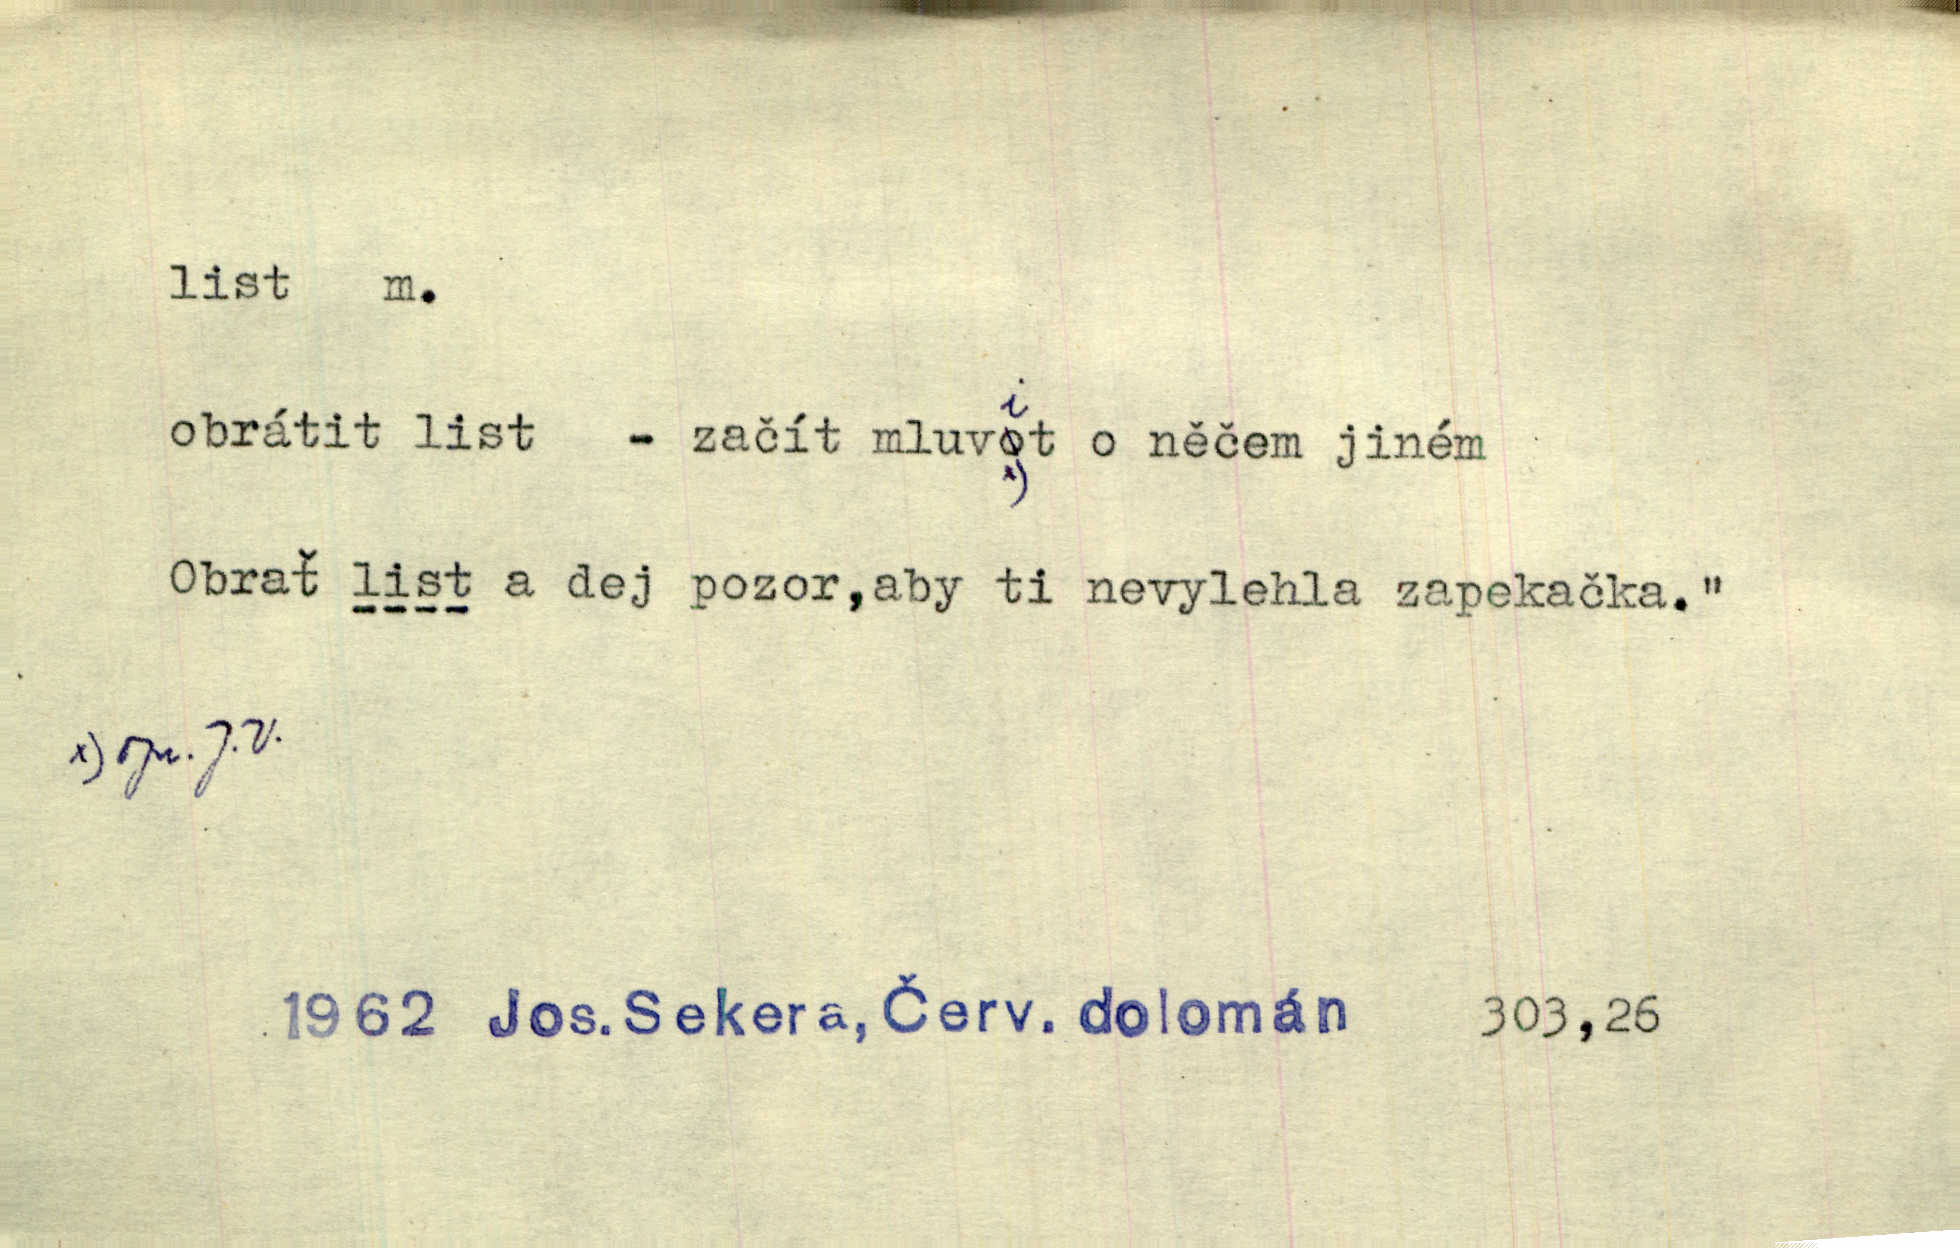 list m.
obrátit list - začít mluvit o něčem jiném
x)
Obrať list a dej pozor,aby ti nevylehla zapekačka."
x) opr. J.V.
1962 Jos.Sekera, Červ. dolomán 303,26